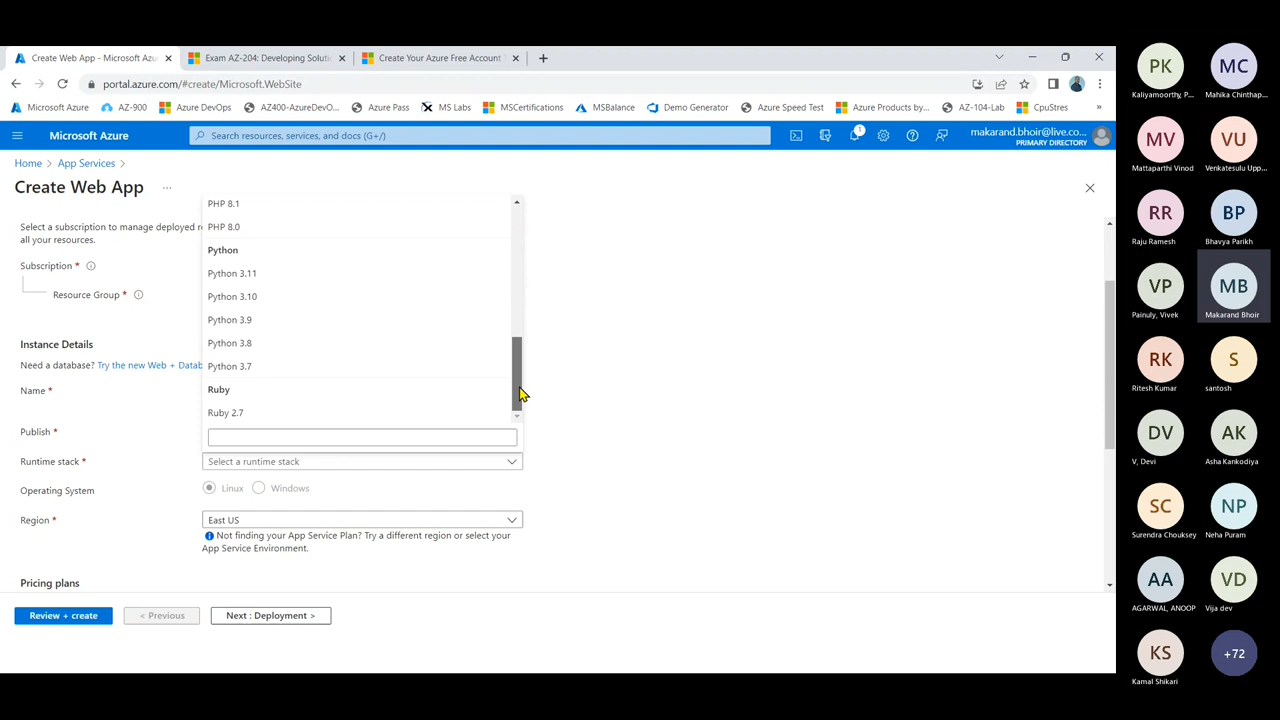 Create Web App - Microsoft Azu
Exam AZ-204: Developing Soluti
Create Your Azure Free Account T
portal.azure.com/#create/Microsoft.WebSite
Microsoft Azure
AZ-900
Azure DevOps
AZ400-AzureDevO...
Azure Pass
MS Labs
MSCertifications
MSBalance
Demo Generator
Azure Speed Test
Azure Products by...
AZ-104-Lab
CpuStres
»
Microsoft Azure
Search resources, services, and docs (G+/)
1
makarand.bhoir@live.co...
PRIMARY DIRECTORY
Home > App Services >
Create Web App ...
Select a subscription to manage deployed r
all your resources.
Subscription *
Resource Group *
Instance Details
Need a database? Try the new Web + Datab
Name *
Publish *
Runtime stack *
Operating System
Region *
PHP 8.1
PHP 8.0
Python
Python 3.11
Python 3.10
Python 3.9
Python 3.8
Python 3.7
Ruby
Ruby 2.7
Select a runtime stack
Linux
Windows
East US
Not finding your App Service Plan? Try a different region or select your
App Service Environment.
Pricing plans
Review + create
< Previous
Next : Deployment >
PK
Kaliyamoorthy, P...
MC
Mahika Chinthap...
MV
Mattaparthi Vinod
VU
Venkatesulu Upp...
RR
Raju Ramesh
BP
Bhavya Parikh
VP
Painuly, Vivek
MB
Makarand Bhoir
RK
Ritesh Kumar
S
santosh
DV
V, Devi
AK
Asha Kankodiya
SC
Surendra Chouksey
NP
Neha Puram
AA
AGARWAL, ANOOP
VD
Vija dev
KS
Kamal Shikari
+72